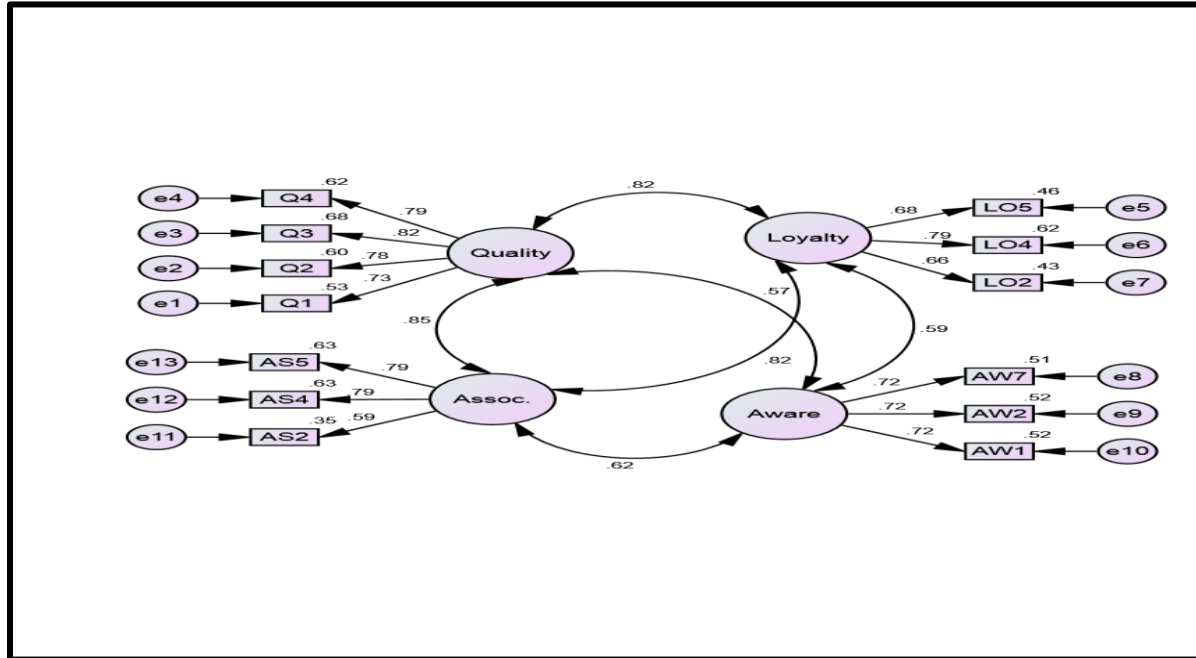 .62
e4 Q4 .79
.68
e3 Q3 .82
.60
e2 Q2 .78
.53 .73
e1 Q1
Quality
.82
Loyalty
.46
.68 LO5 e5
.62
.79 LO4 e6
.43
.66 LO2 e7
.57
.59
.85
.82
.63
e13 AS5 .79
.63
e12 AS4 .79
.35 .59
e11 AS2
Assoc.
.62
Aware
.51
.72 AW7 e8
.52
.72 AW2 e9
.52
.72 AW1 e10